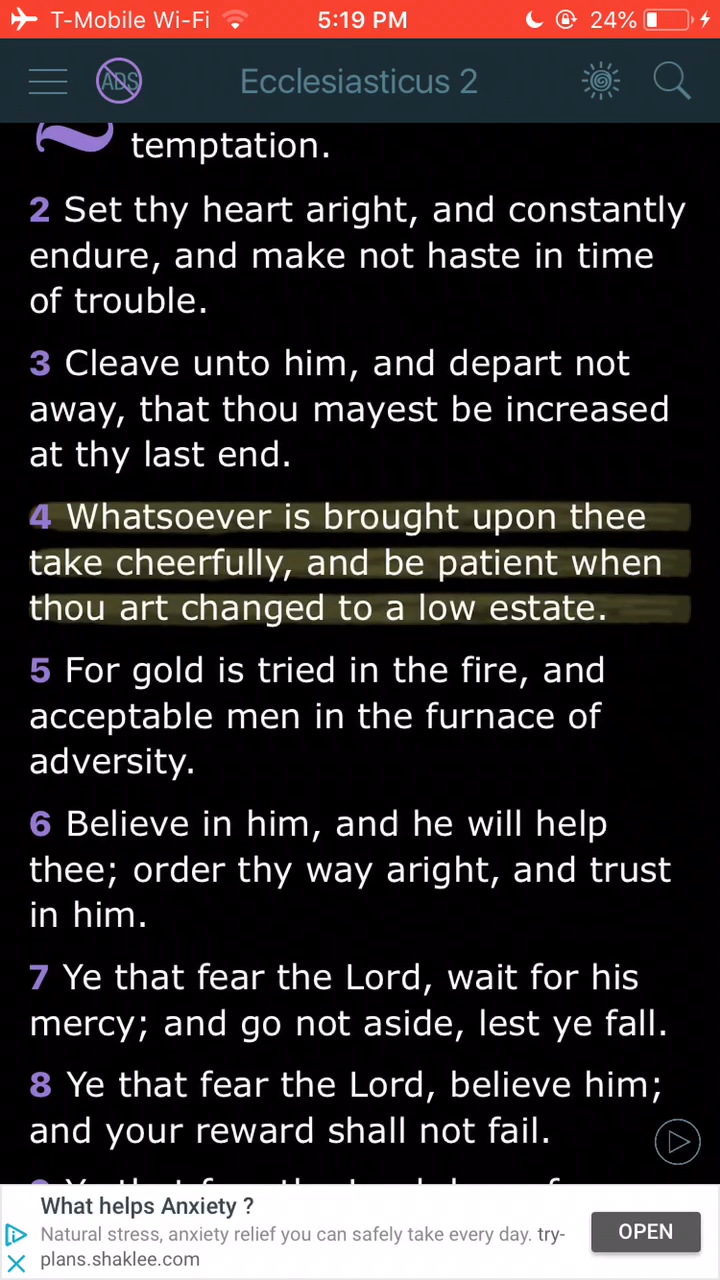 T-Mobile Wi-Fi 5:19 PM 24%
ADS Ecclesiasticus 2
temptation.
2 Set thy heart aright, and constantly
endure, and make not haste in time
of trouble.
3 Cleave unto him, and depart not
away, that thou mayest be increased
at thy last end.
4 Whatsoever is brought upon thee
take cheerfully, and be patient when
thou art changed to a low estate.
5 For gold is tried in the fire, and
acceptable men in the furnace of
adversity.
6 Believe in him, and he will help
thee; order thy way aright, and trust
in him.
7 Ye that fear the Lord, wait for his
mercy; and go not aside, lest ye fall.
8 Ye that fear the Lord, believe him;
and your reward shall not fail.
What helps Anxiety ?
Natural stress, anxiety relief you can safely take every day. try-
plans.shaklee.com
OPEN